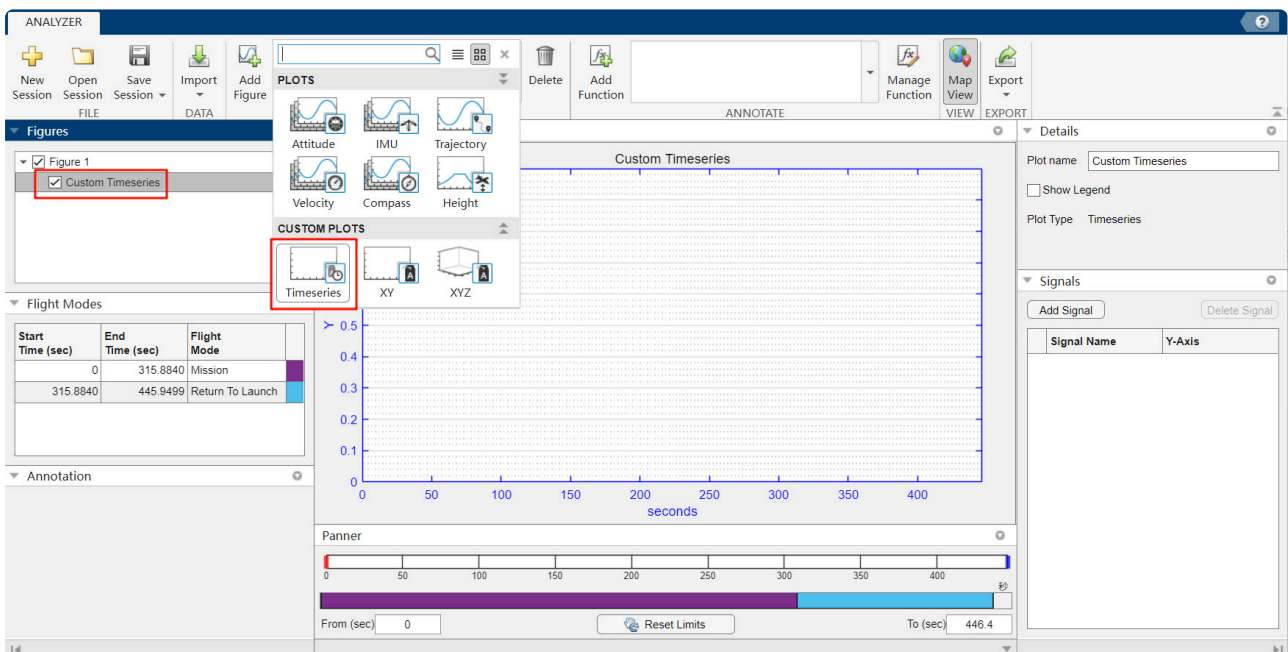 ANALYZER
?
New Session
Open Session
Save Session
Import
Add Figure
Delete
Add Function
Manage Function
Map View
Export
FILE
DATA
ANNOTATE
VIEW
EXPORT
PLOTS
Attitude
IMU
Trajectory
Velocity
Compass
Height
CUSTOM PLOTS
Timeseries
XY
XYZ
Figures
Figure 1
Custom Timeseries
Flight Modes
Start Time (sec)
End Time (sec)
Flight Mode
0 315.8840 Mission
315.8840 445.9499 Return To Launch
Annotation
Custom Timeseries
Y
0.5
0.4
0.3
0.2
0.1
0
0 50 100 150 200 250 300 350 400
seconds
Panner
0 50 100 150 200 250 300 350 400
秒
From (sec) 0
Reset Limits
To (sec) 446.4
Details
Plot name Custom Timeseries
Show Legend
Plot Type Timeseries
Signals
Add Signal
Delete Signal
Signal Name
Y-Axis